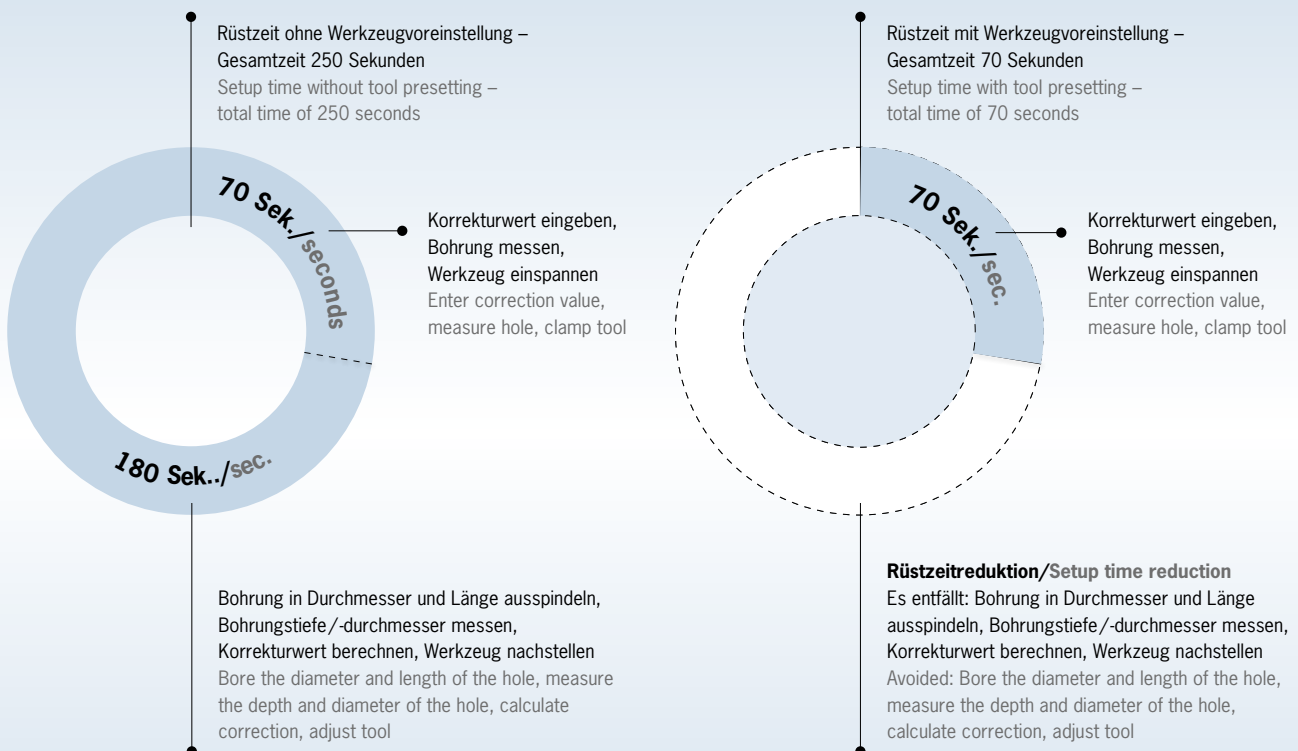 Rüstzeit ohne Werkzeugvoreinstellung –
Gesamtzeit 250 Sekunden
Setup time without tool presetting –
total time of 250 seconds
70 Sek./seconds
Korrekturwert eingeben,
Bohrung messen,
Werkzeug einspannen
Enter correction value,
measure hole, clamp tool
180 Sek../sec.
Bohrung in Durchmesser und Länge ausspindeln,
Bohrungstiefe/-durchmesser messen,
Korrekturwert berechnen, Werkzeug nachstellen
Bore the diameter and length of the hole, measure
the depth and diameter of the hole, calculate
correction, adjust tool
Rüstzeit mit Werkzeugvoreinstellung –
Gesamtzeit 70 Sekunden
Setup time with tool presetting –
total time of 70 seconds
70 Sek./sec.
Korrekturwert eingeben,
Bohrung messen,
Werkzeug einspannen
Enter correction value,
measure hole, clamp tool
Rüstzeitreduktion/Setup time reduction
Es entfällt: Bohrung in Durchmesser und Länge
ausspindeln, Bohrungstiefe/-durchmesser messen,
Korrekturwert berechnen, Werkzeug nachstellen
Avoided: Bore the diameter and length of the hole,
measure the depth and diameter of the hole,
calculate correction, adjust tool